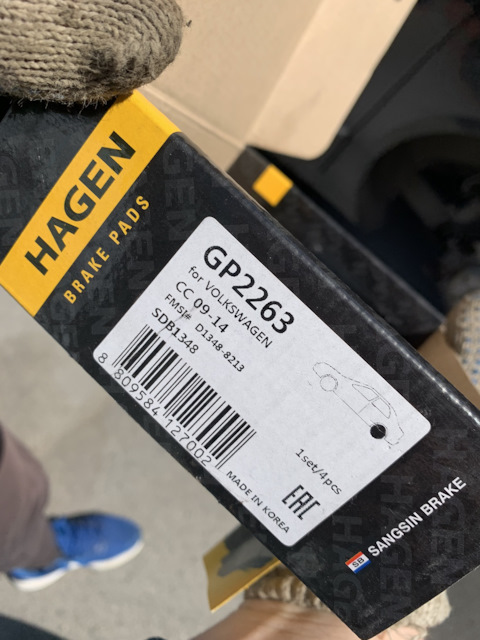 HAGEN
BRAKE PADS
GP2263
for VOLKSWAGEN
CC 09-14
FMSI# D1348-8213
SDB1348
8 809584 127002
1set/4pcs
MADE IN KOREA
EAC
SB SANGSIN BRAKE